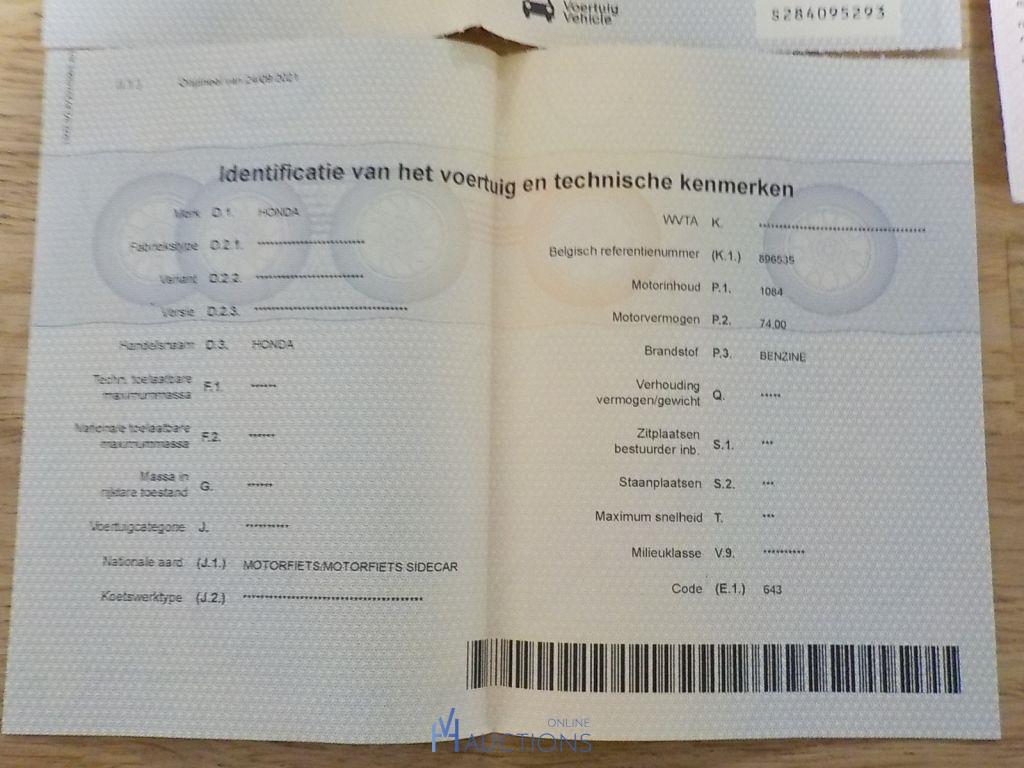 Voertuig
Vehicle
S284095293
Origineel van 24/09/2021
Identificatie van het voertuig en technische kenmerken
Merk D.1. HONDA
Fabriekstype D.2.1. **************************
Variant D.2.2. **************************
Versie D.2.3. *************************************
Handelsnaam D.3. HONDA
Techn. toelaatbare
maximummassa F.1. ******
Nationale toelaatbare
maximummassa F.2. ******
Massa in
rijklare toestand G. ******
Voertuigcategorie J. **********
Nationale aard (J.1.) MOTORFIETS/MOTORFIETS SIDECAR
Koetswerktype (J.2.) *****************************************
WVTA K. **************************************
Belgisch referentienummer (K.1.) 896535
Motorinhoud P.1. 1084
Motorvermogen P.2. 74,00
Brandstof P.3. BENZINE
Verhouding
vermogen/gewicht Q. *****
Zitplaatsen
bestuurder inb. S.1. ***
Staanplaatsen S.2. ***
Maximum snelheid T. ***
Milieuklasse V.9. **********
Code (E.1.) 643
VH ONLINE
AUCTIONS